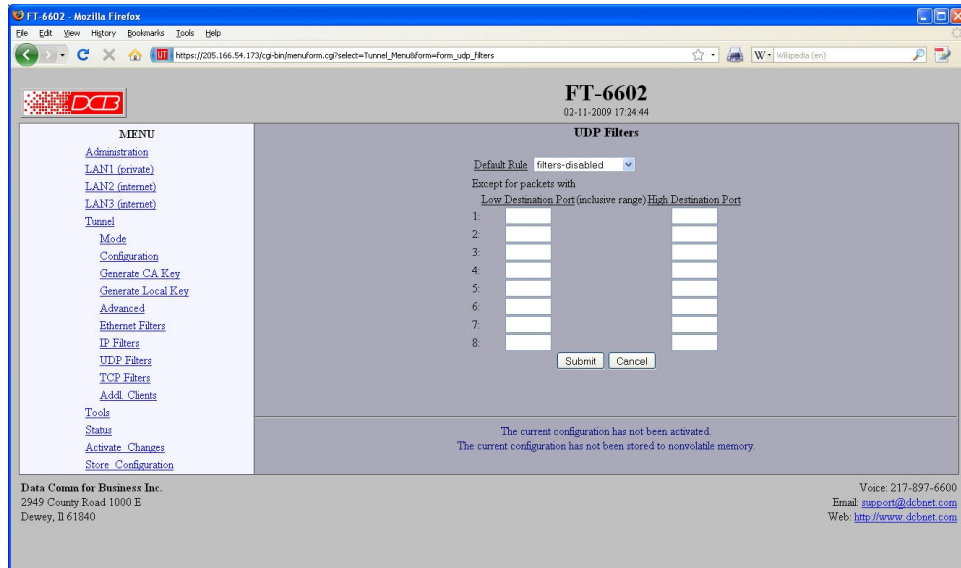 FT-6602 - Mozilla Firefox
File Edit View History Bookmarks Tools Help
https://205.166.54.173/cgi-bin/menuform.cgi?select=Tunnel_Menu&form=form_udp_filters
W Wikipedia (en)
DCB
FT-6602
02-11-2009 17:24:44
MENU
Administration
LAN1 (private)
LAN2 (internet)
LAN3 (internet)
Tunnel
Mode
Configuration
Generate CA Key
Generate Local Key
Advanced
Ethernet Filters
IP Filters
UDP Filters
TCP Filters
Addl. Clients
Tools
Status
Activate Changes
Store Configuration
UDP Filters
Default Rule filters-disabled
Except for packets with
Low Destination Port (inclusive range) High Destination Port
1:
2:
3:
4:
5:
6:
7:
8:
Submit Cancel
The current configuration has not been activated.
The current configuration has not been stored to nonvolatile memory.
Data Comm for Business Inc.
2949 County Road 1000 E
Dewey, Il 61840
Voice: 217-897-6600
Email: support@dcbnet.com
Web: http://www.dcbnet.com